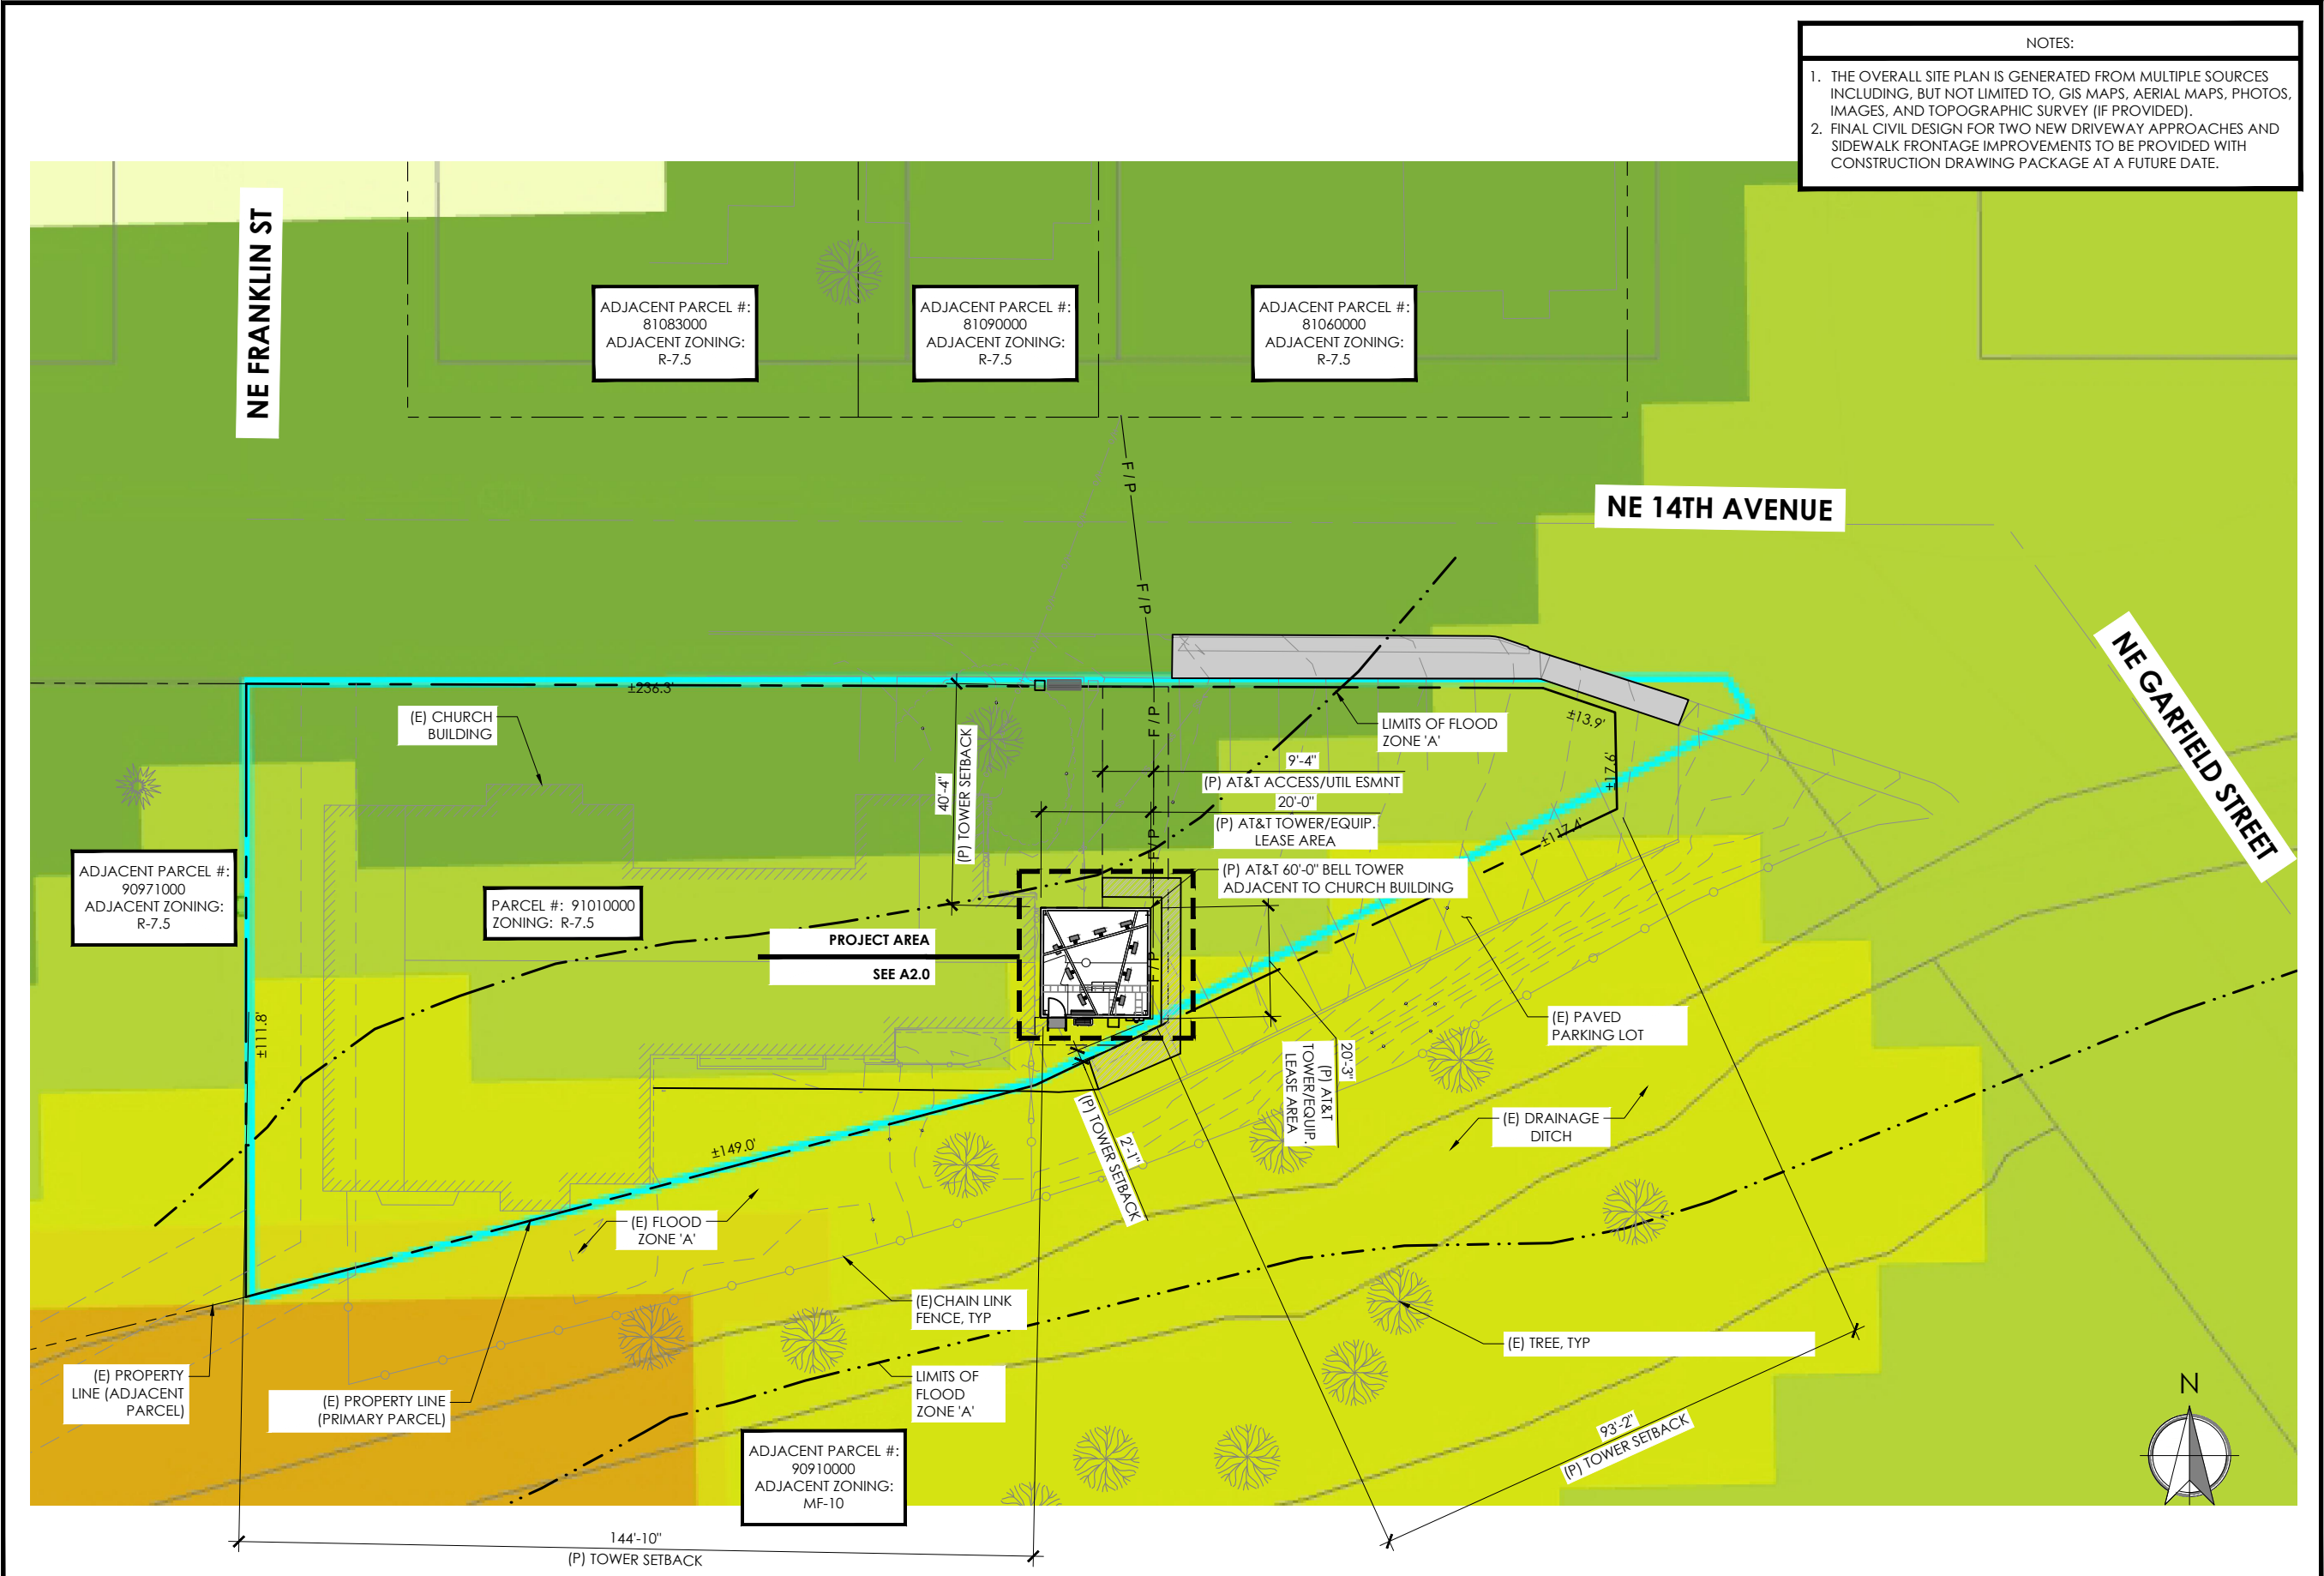 NOTES:
1. THE OVERALL SITE PLAN IS GENERATED FROM MULTIPLE SOURCES
INCLUDING, BUT NOT LIMITED TO, GIS MAPS, AERIAL MAPS, PHOTOS,
IMAGES, AND TOPOGRAPHIC SURVEY (IF PROVIDED).
2. FINAL CIVIL DESIGN FOR TWO NEW DRIVEWAY APPROACHES AND
SIDEWALK FRONTAGE IMPROVEMENTS TO BE PROVIDED WITH
CONSTRUCTION DRAWING PACKAGE AT A FUTURE DATE.
NE FRANKLIN ST
ADJACENT PARCEL #:
81083000
ADJACENT ZONING:
R-7.5
ADJACENT PARCEL #:
81090000
ADJACENT ZONING:
R-7.5
ADJACENT PARCEL #:
81060000
ADJACENT ZONING:
R-7.5
F/P
F/P
NE 14TH AVENUE
NE GARFIELD STREET
±236.3'
(E) CHURCH
BUILDING
40'-4"
(P) TOWER SETBACK
F/P
LIMITS OF FLOOD
ZONE 'A'
±13.9'
±17.6'
9'-4"
(P) AT&T ACCESS/UTIL ESMNT
20'-0"
(P) AT&T TOWER/EQUIP.
LEASE AREA
F/P
±117.4'
(P) AT&T 60'-0" BELL TOWER
ADJACENT TO CHURCH BUILDING
ADJACENT PARCEL #:
90971000
ADJACENT ZONING:
R-7.5
PARCEL #: 91010000
ZONING: R-7.5
PROJECT AREA
SEE A2.0
F/P
±111.8'
(E) PAVED
PARKING LOT
20'-3"
(P) AT&T
TOWER/EQUIP.
LEASE AREA
2'-1"
(P) TOWER SETBACK
(E) DRAINAGE
DITCH
±149.0'
(E) FLOOD
ZONE 'A'
(E)CHAIN LINK
FENCE, TYP
(E) TREE, TYP
(E) PROPERTY
LINE (ADJACENT
PARCEL)
(E) PROPERTY LINE
(PRIMARY PARCEL)
LIMITS OF
FLOOD
ZONE 'A'
ADJACENT PARCEL #:
90910000
ADJACENT ZONING:
MF-10
93'-2"
(P) TOWER SETBACK
N
144'-10"
(P) TOWER SETBACK